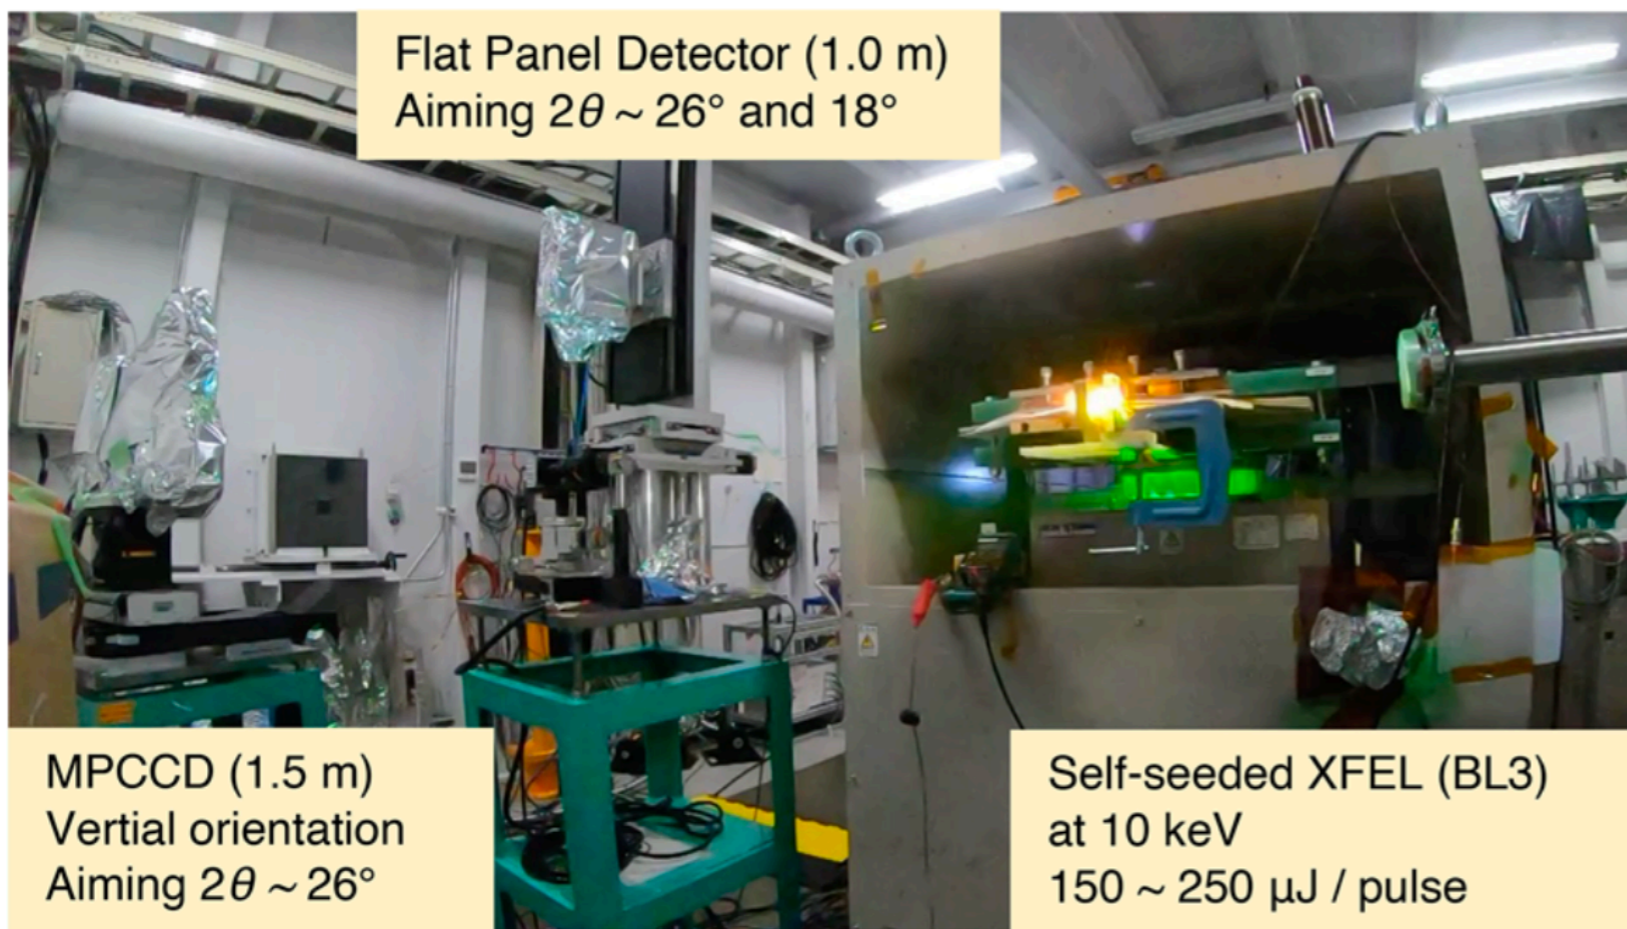 Flat Panel Detector (1.0 m)
Aiming 2θ ~ 26° and 18°
MPCCD (1.5 m)
Vertial orientation
Aiming 2θ ~ 26°
Self-seeded XFEL (BL3)
at 10 keV
150 ~ 250 μJ / pulse